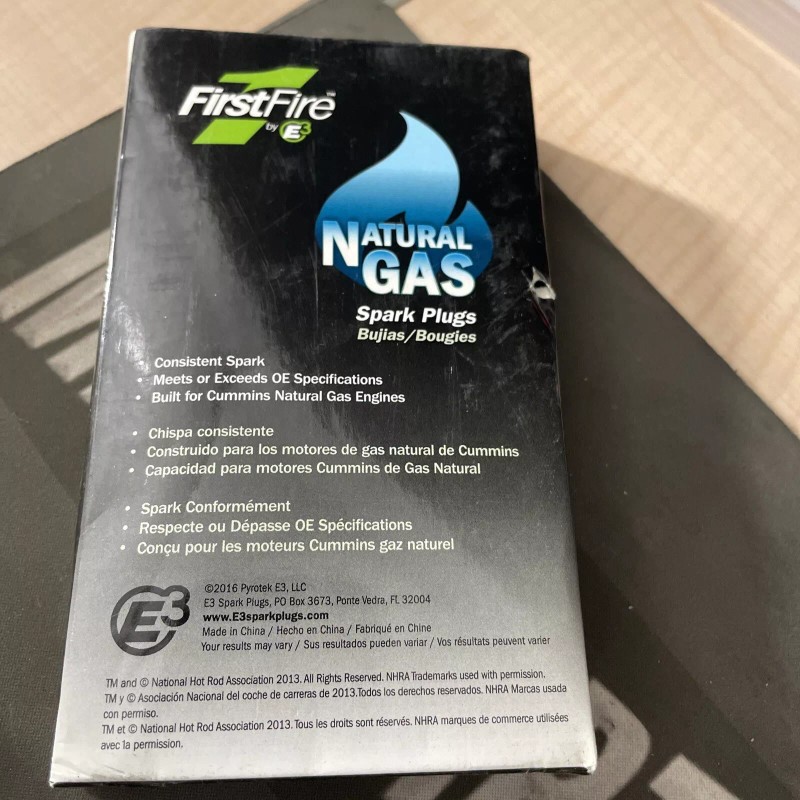 FirstFire™
1
by E3
NATURAL
GAS
Spark Plugs
Bujias/Bougies
• Consistent Spark
• Meets or Exceeds OE Specifications
• Built for Cummins Natural Gas Engines
• Chispa consistente
• Construido para los motores de gas natural de Cummins
• Capacidad para motores Cummins de Gas Natural
• Spark Conformément
• Respecte ou Dépasse OE Spécifications
• Conçu pour les moteurs Cummins gaz naturel
E3
©2016 Pyrotek E3, LLC
E3 Spark Plugs, PO Box 3673, Ponte Vedra, FL 32004
www.E3sparkplugs.com
Made in China / Hecho en China / Fabriqué en Chine
Your results may vary / Sus resultados pueden variar / Vos résultats peuvent varier
TM and © National Hot Rod Association 2013. All Rights Reserved. NHRA Trademarks used with permission.
TM y © Asociación Nacional del coche de carreras de 2013.Todos los derechos reservados. NHRA Marcas usada
con permiso.
TM et © National Hot Rod Association 2013. Tous les droits sont réservés. NHRA marques de commerce utilisées
avec la permission.